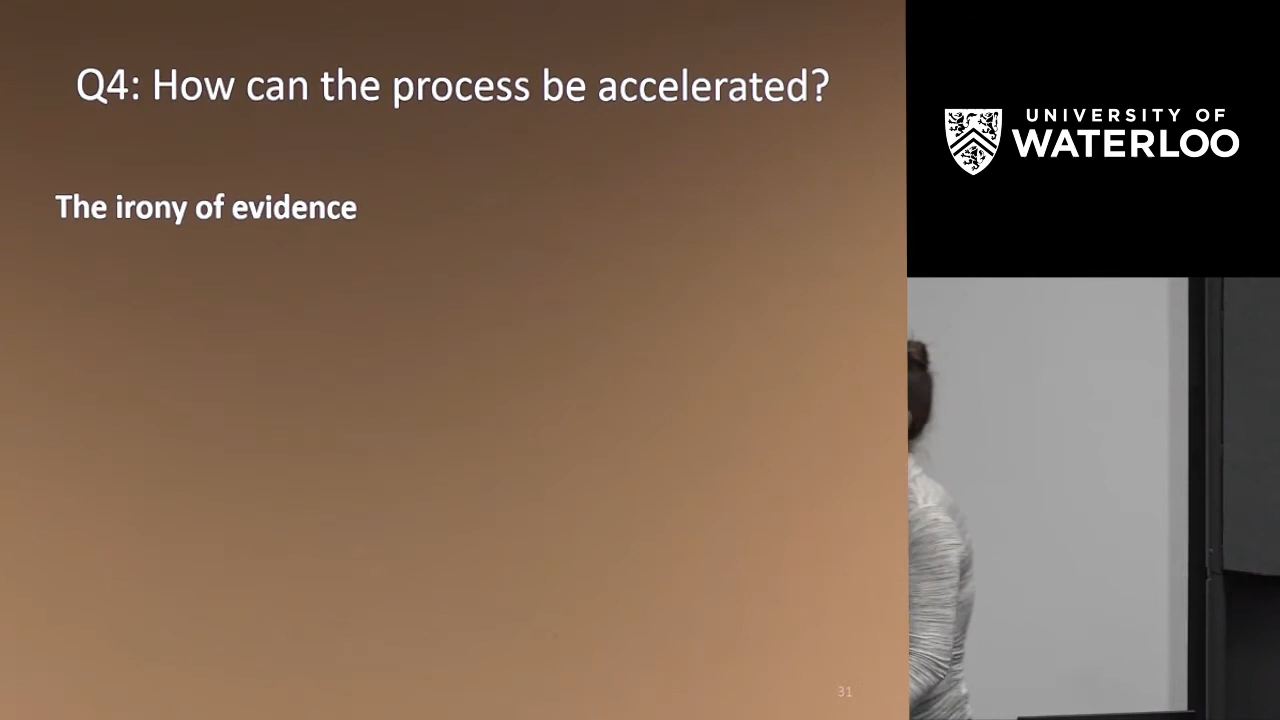 Q4: How can the process be accelerated?
The irony of evidence
31
UNIVERSITY OF
WATERLOO